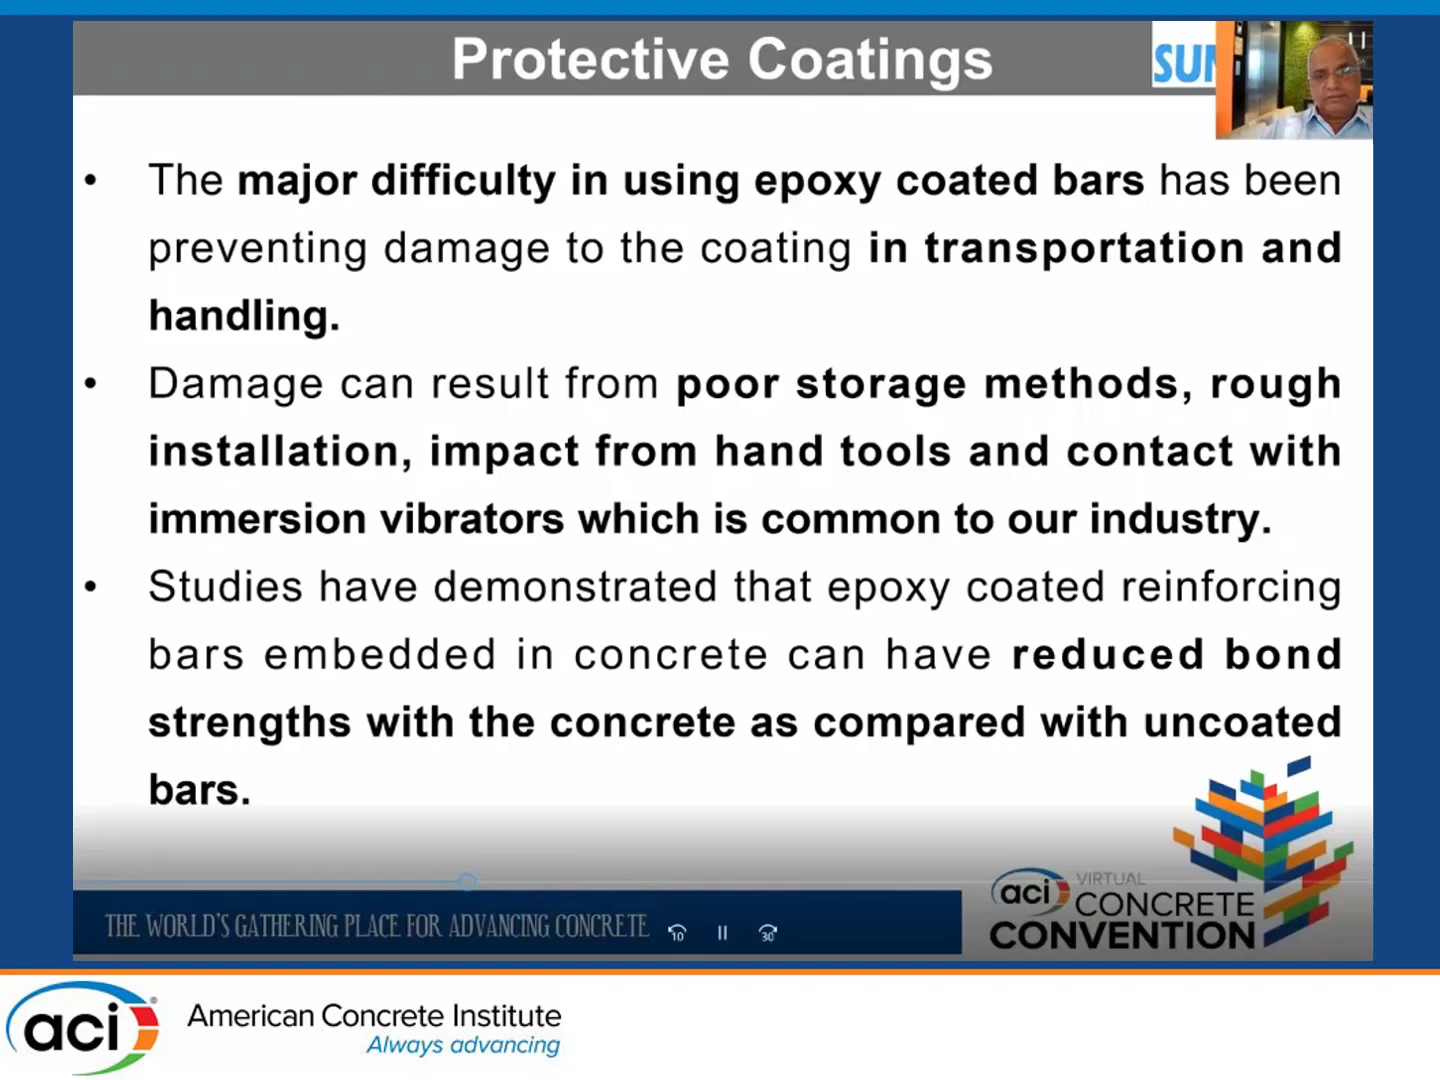 Protective Coatings
SUN
• The major difficulty in using epoxy coated bars has been
preventing damage to the coating in transportation and
handling.
• Damage can result from poor storage methods, rough
installation, impact from hand tools and contact with
immersion vibrators which is common to our industry.
• Studies have demonstrated that epoxy coated reinforcing
bars embedded in concrete can have reduced bond
strengths with the concrete as compared with uncoated
bars.
THE WORLD'S GATHERING PLACE FOR ADVANCING CONCRETE
10
30
aci VIRTUAL
CONCRETE
CONVENTION
aci®
American Concrete Institute
Always advancing